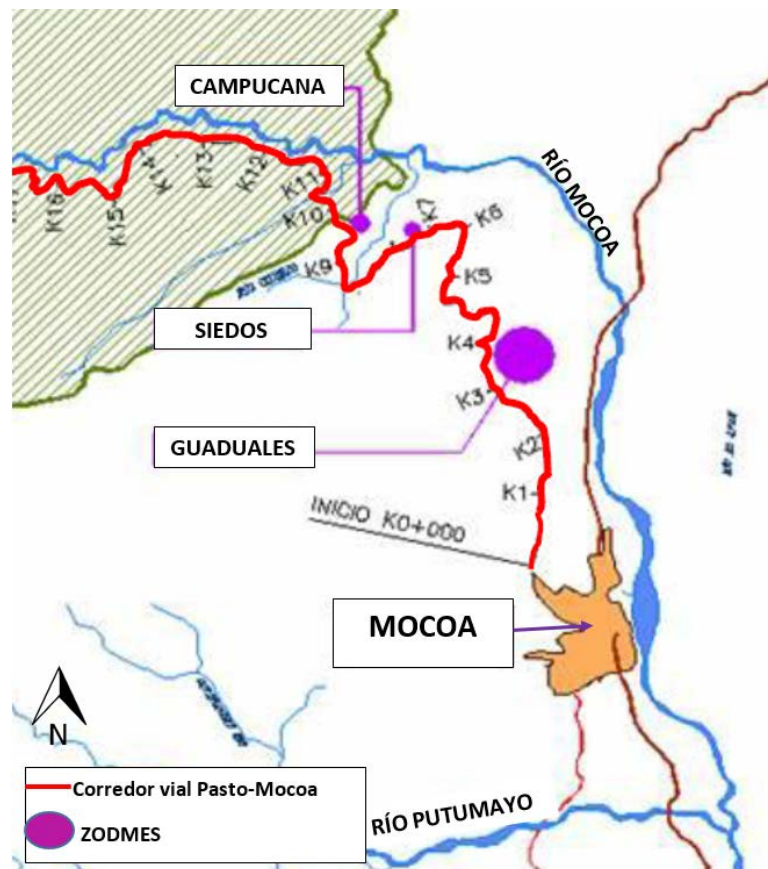 CAMPUCANA
RÍO MOCOA
K14
K13
K12
K11
K16
K15
K10
K7
K6
K9
K5
SIEDOS
K4
K3
GUADUALES
K2
K1
INICIO K0+000
MOCOA
N
Corredor vial Pasto-Mocoa
ZODMES
RÍO PUTUMAYO